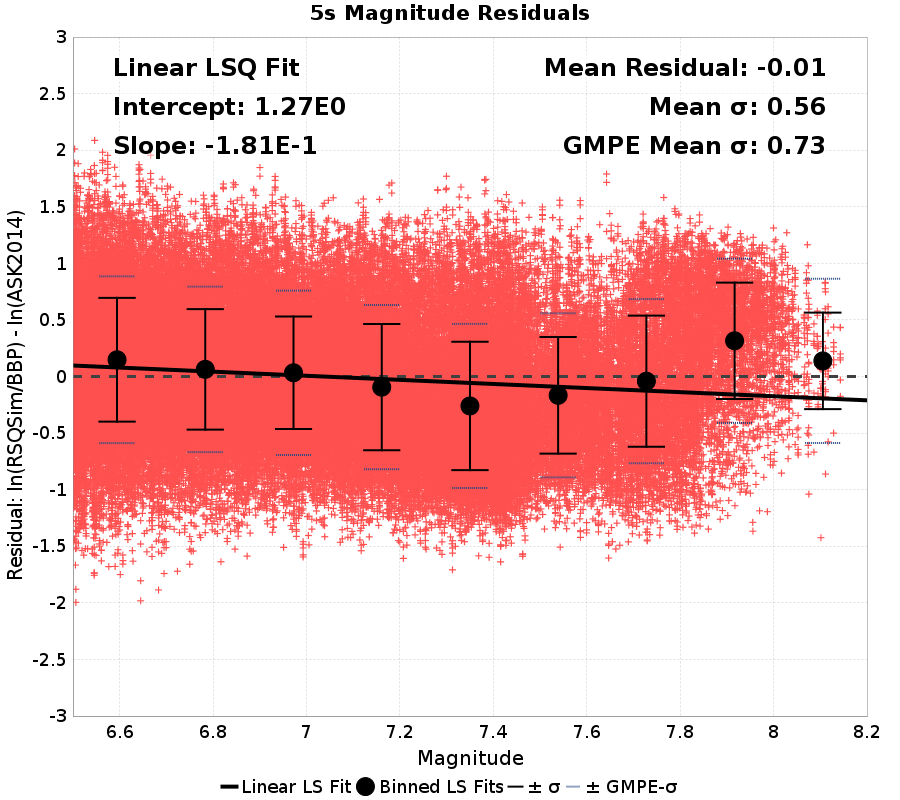 5s Magnitude Residuals
Linear LSQ Fit
Intercept: 1.27E0
Slope: -1.81E-1
Mean Residual: -0.01
Mean σ: 0.56
GMPE Mean σ: 0.73
Residual: ln(RSQSim/BBP) - ln(ASK2014)
3
2.5
2
1.5
1
0.5
0
-0.5
-1
-1.5
-2
-2.5
-3
6.6 6.8 7 7.2 7.4 7.6 7.8 8 8.2
Magnitude
Linear LS Fit Binned LS Fits ± σ ± GMPE-σ